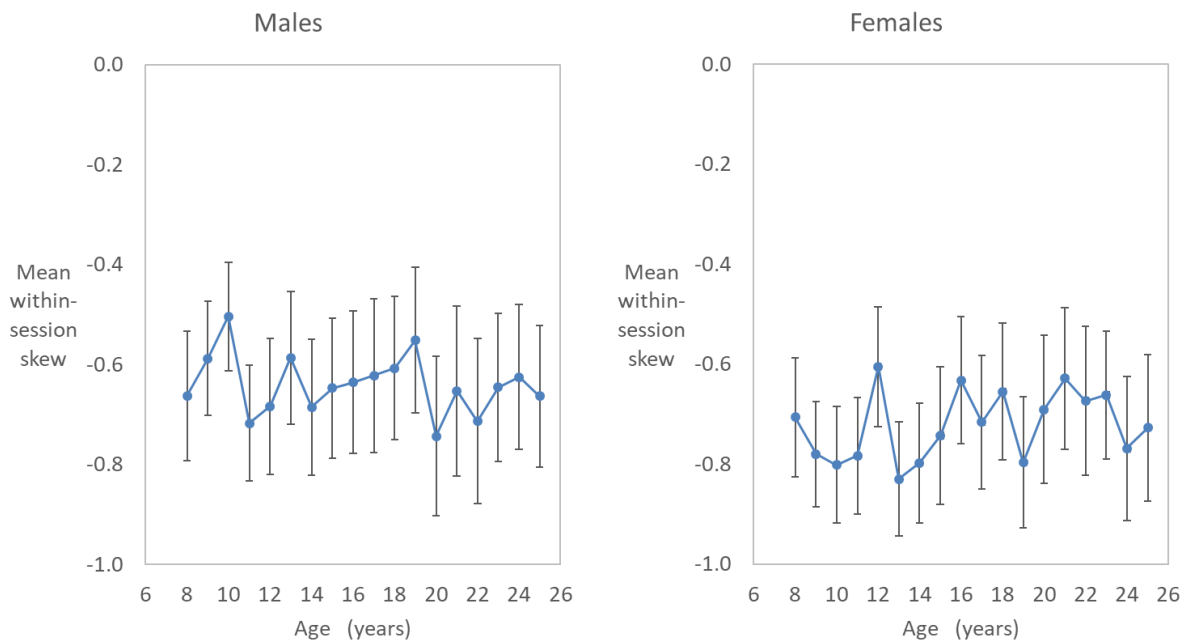 Males
0.0
-0.2
-0.4
-0.6
-0.8
-1.0
Mean
within-
session
skew
6 8 10 12 14 16 18 20 22 24 26
Age (years)
Females
0.0
-0.2
-0.4
-0.6
-0.8
-1.0
Mean
within-
session
skew
6 8 10 12 14 16 18 20 22 24 26
Age (years)